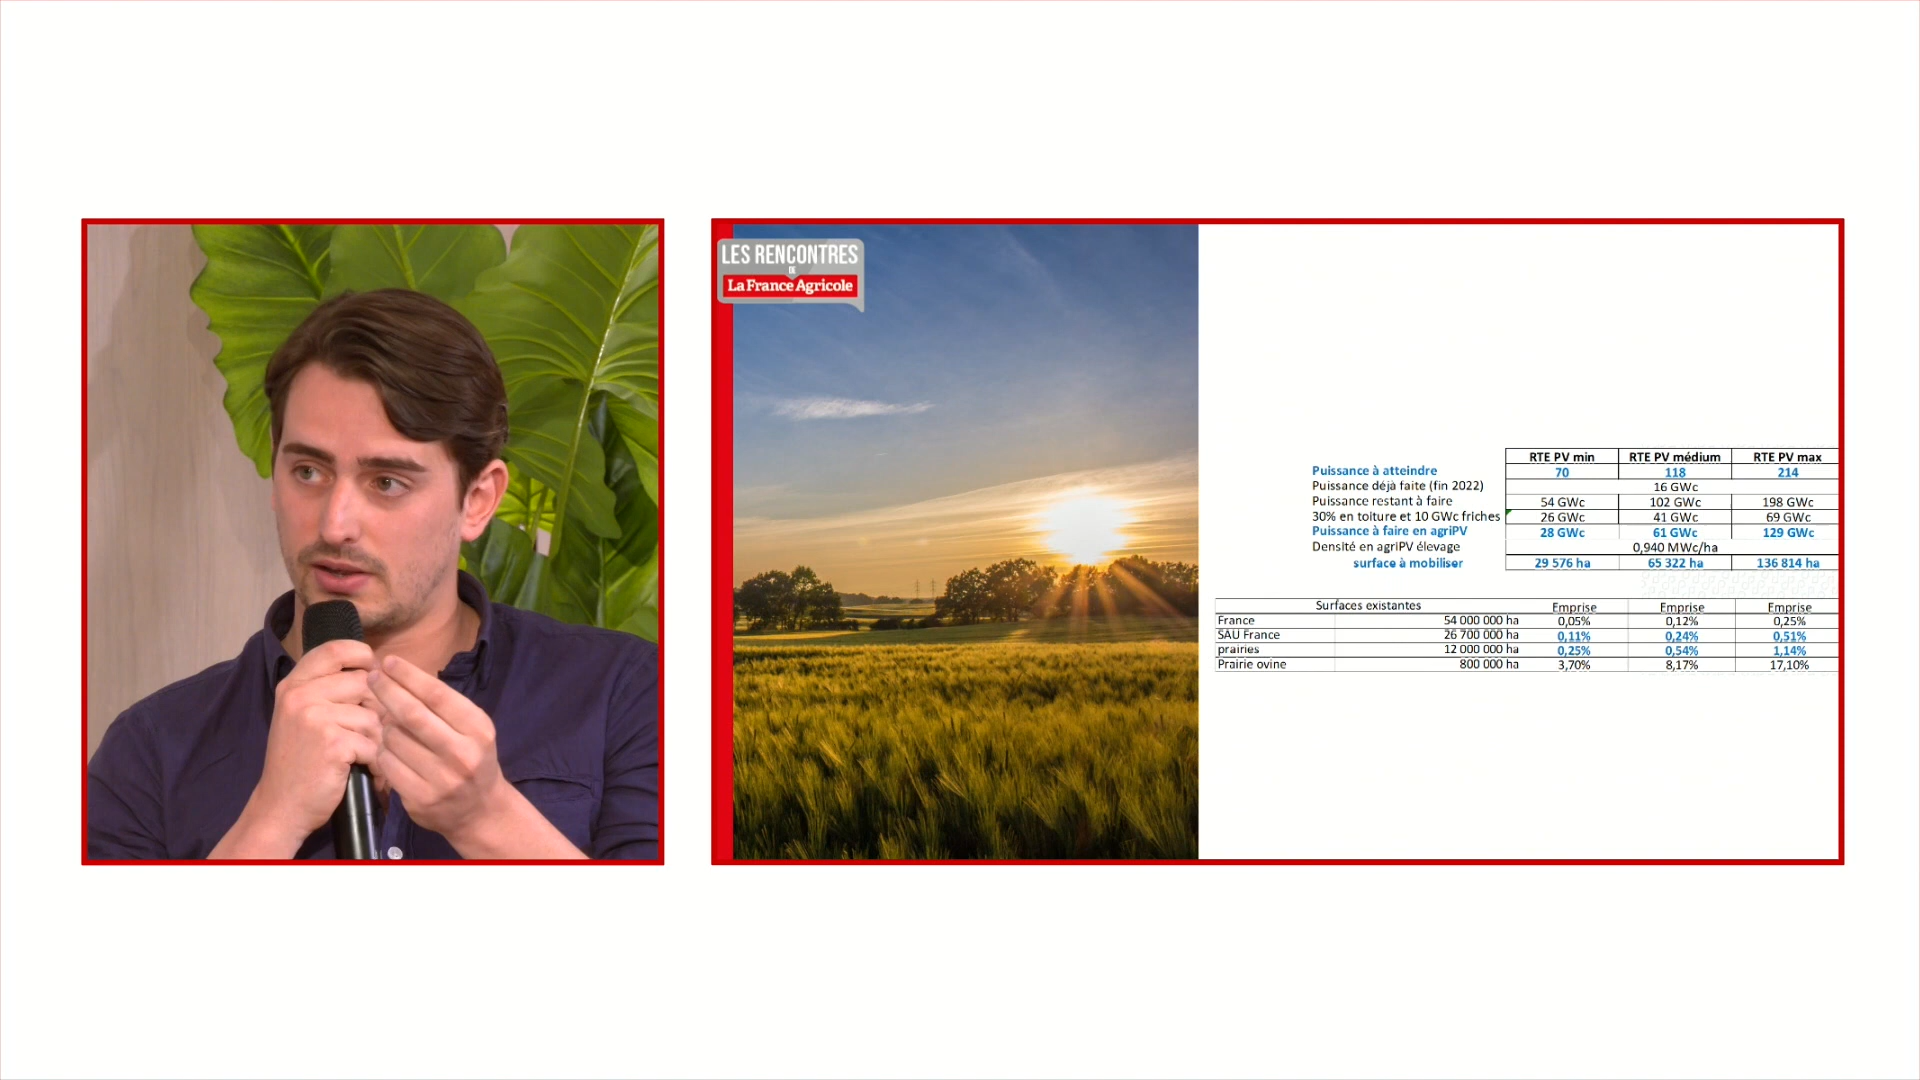 LES RENCONTRES
DE
La France Agricole
RTE PV min RTE PV médium RTE PV max
Puissance à atteindre 70 118 214
Puissance déjà faite (fin 2022) 16 GWc
Puissance restant à faire 54 GWc 102 GWc 198 GWc
30% en toiture et 10 GWc friches 26 GWc 41 GWc 69 GWc
Puissance à faire en agriPV 28 GWc 61 GWc 129 GWc
Densité en agriPV élevage 0,940 MWc/ha
surface à mobiliser 29 576 ha 65 322 ha 136 814 ha
Surfaces existantes Emprise Emprise Emprise
France 54 000 000 ha 0,05% 0,12% 0,25%
SAU France 26 700 000 ha 0,11% 0,24% 0,51%
prairies 12 000 000 ha 0,25% 0,54% 1,14%
Prairie ovine 800 000 ha 3,70% 8,17% 17,10%